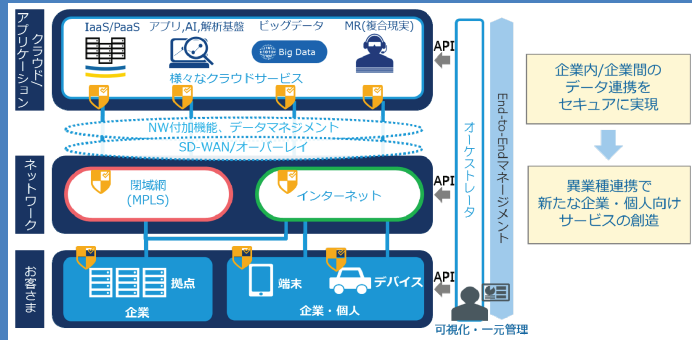 クラウド/
アプリケーション
IaaS/PaaS
アプリ,AI,解析基盤
ビッグデータ
MR(複合現実)
Big Data
様々なクラウドサービス
API
NW付加機能、データマネジメント
SD-WAN/オーバーレイ
ネットワーク
閉域網
(MPLS)
インターネット
API
お客さま
拠点
企業
端末
デバイス
企業・個人
API
オーケストレータ
End-to-Endマネージメント
可視化・一元管理
企業内/企業間の
データ連携を
セキュアに実現
異業種連携で
新たな企業・個人向け
サービスの創造